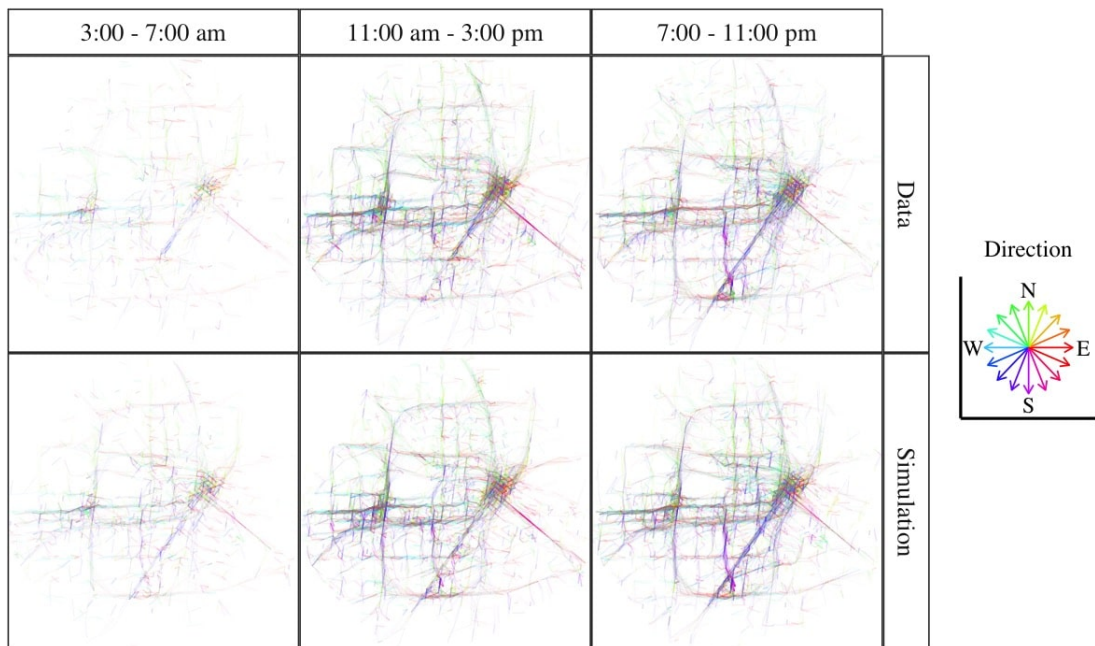 3:00 - 7:00 am
11:00 am - 3:00 pm
7:00 - 11:00 pm
Data
Simulation
Direction
N
W
E
S